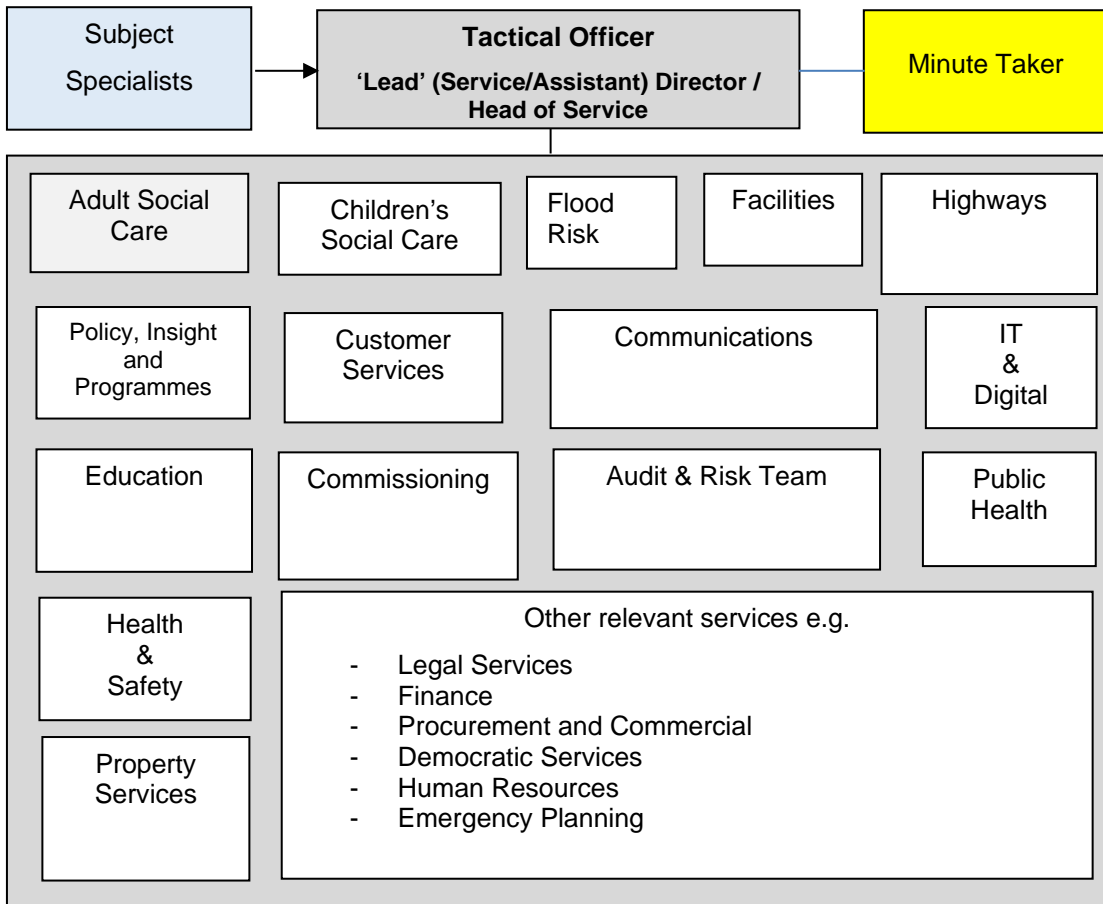 Subject
Specialists
Tactical Officer
‘Lead’ (Service/Assistant) Director /
Head of Service
Minute Taker
Adult Social
Care
Children’s
Social Care
Flood
Risk
Facilities
Highways
Policy, Insight
and
Programmes
Customer
Services
Communications
IT
&
Digital
Education
Commissioning
Audit & Risk Team
Public
Health
Health
&
Safety
Other relevant services e.g.
- Legal Services
- Finance
- Procurement and Commercial
- Democratic Services
- Human Resources
- Emergency Planning
Property
Services